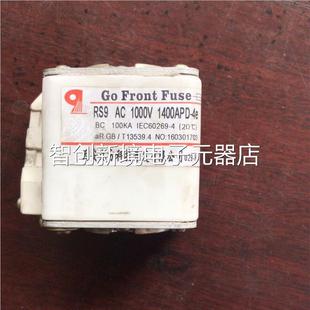 Go Front Fuse
RS9 AC 1000V 1400APD-4e
BC 100KA IEC60269-4 (20℃)
aR GB / T13539.4 NO:160301703
智创新境电子元器店